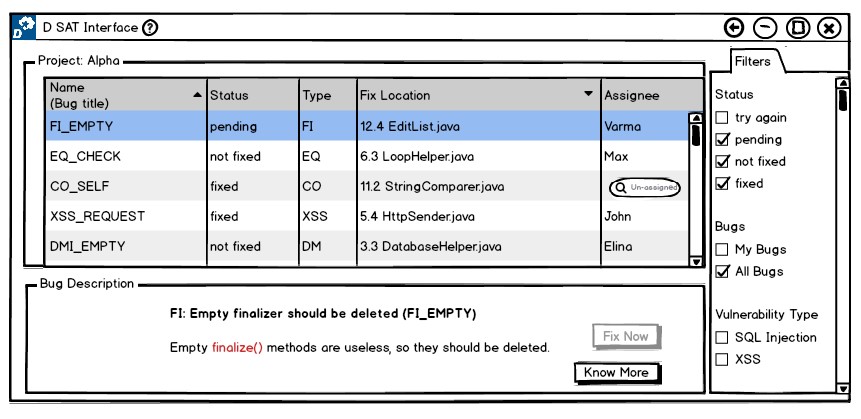 D SAT Interface ?
D
Project: Alpha
Filters
Name
(Bug title)
Status
Type
Fix Location
Assignee
FI_EMPTY pending FI 12.4 EditList.java Varma
EQ_CHECK not fixed EQ 6.3 LoopHelper.java Max
CO_SELF fixed CO 11.2 StringComparer.java Un-assigned
XSS_REQUEST fixed XSS 5.4 HttpSender.java John
DMI_EMPTY not fixed DM 3.3 DatabaseHelper.java Elina
Bug Description
FI: Empty finalizer should be deleted (FI_EMPTY)
Empty finalize() methods are useless, so they should be deleted.
Fix Now
Know More
Status
try again
pending
not fixed
fixed
Bugs
My Bugs
All Bugs
Vulnerability Type
SQL Injection
XSS